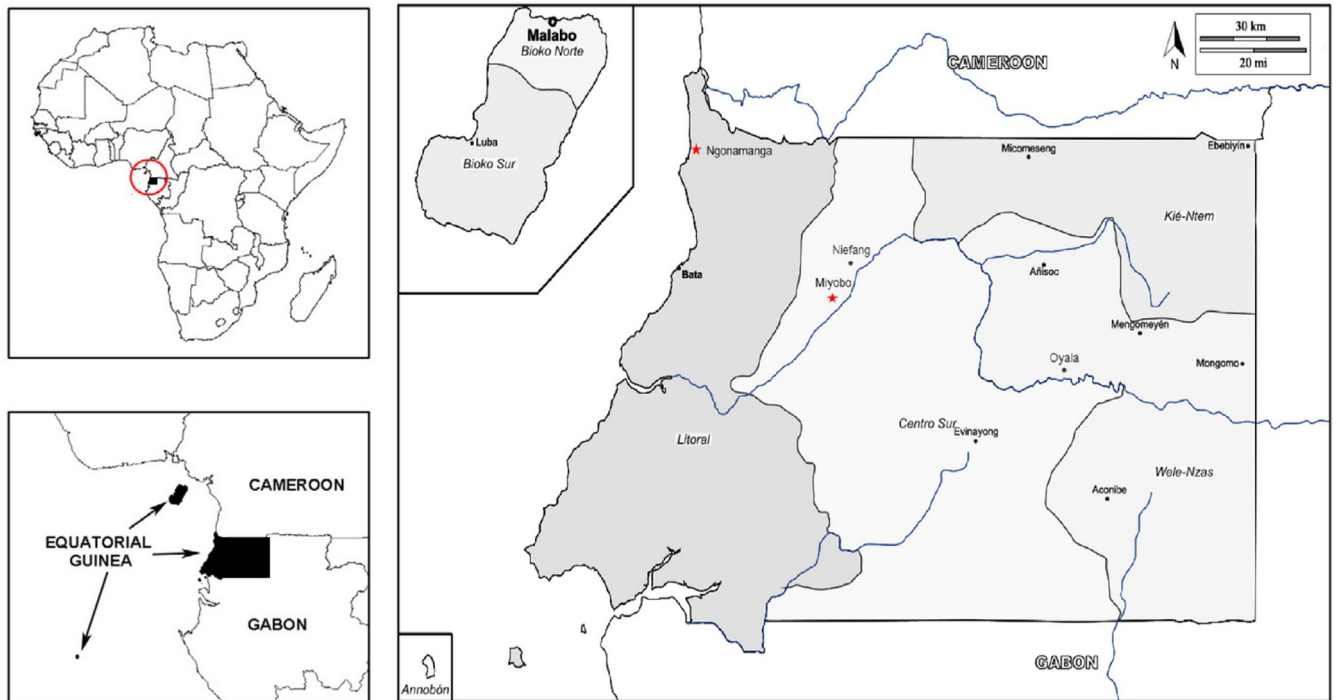 CAMEROON
EQUATORIAL
GUINEA
GABON
Malabo
Bioko Norte
Luba
Bioko Sur
Annobón
CAMEROON
N
30 km
20 mi
Ngonamanga
Micomeseng
Ebebiyín
Kié-Ntem
Niefang
Bata
Miyobo
Añisoc
Mengomeyén
Oyala
Mongomo
Litoral
Centro Sur
Evinayong
Wele-Nzas
Aconibe
GABON